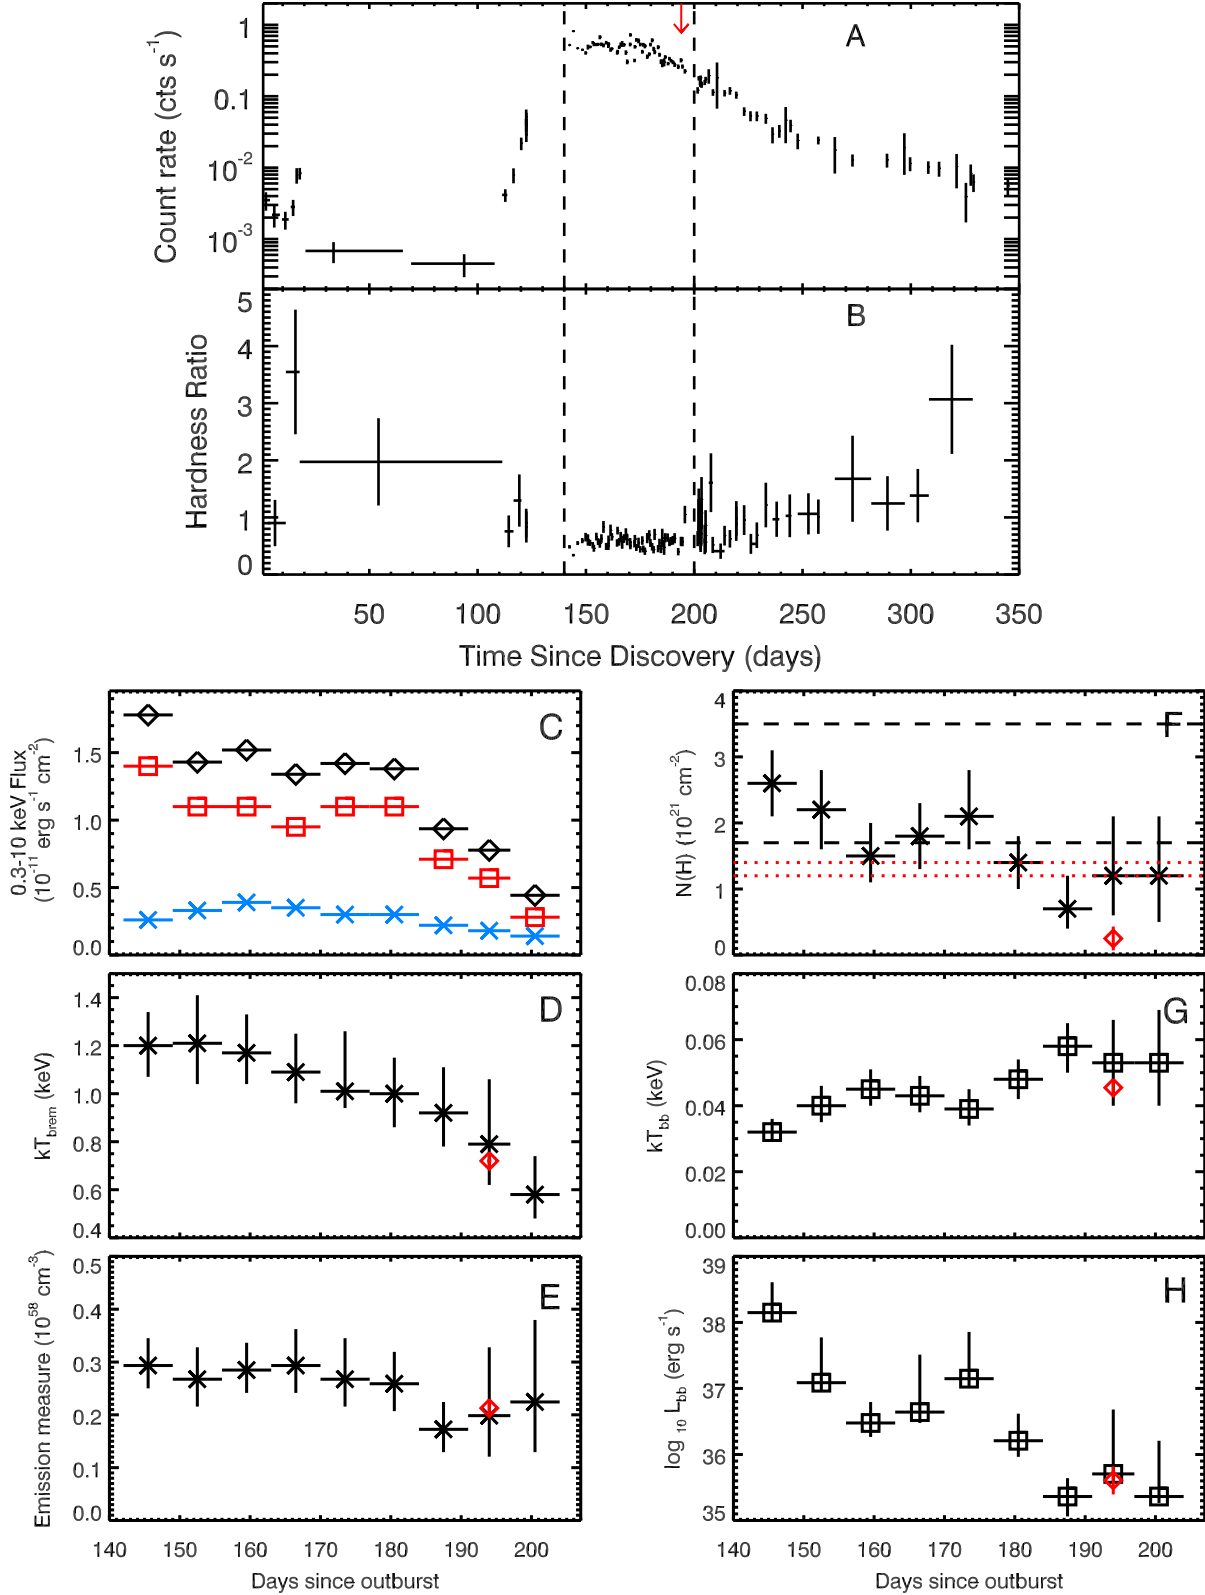 A
Count rate (cts s⁻¹)
1
0.1
10⁻²
10⁻³
B
Hardness Ratio
5
4
3
2
1
0
50 100 150 200 250 300 350
Time Since Discovery (days)
C
0.3-10 keV Flux
(10⁻¹¹ erg s⁻¹ cm⁻²)
1.5
1.0
0.5
0.0
F
N(H) (10²¹ cm⁻²)
4
3
2
1
0
D
kT_brem (keV)
1.4
1.2
1.0
0.8
0.6
0.4
G
kT_bb (keV)
0.08
0.06
0.04
0.02
0.00
E
Emission measure (10⁵⁸ cm⁻³)
0.5
0.4
0.3
0.2
0.1
0.0
140 150 160 170 180 190 200
Days since outburst
H
log ₁₀ L_bb (erg s⁻¹)
39
38
37
36
35
140 150 160 170 180 190 200
Days since outburst